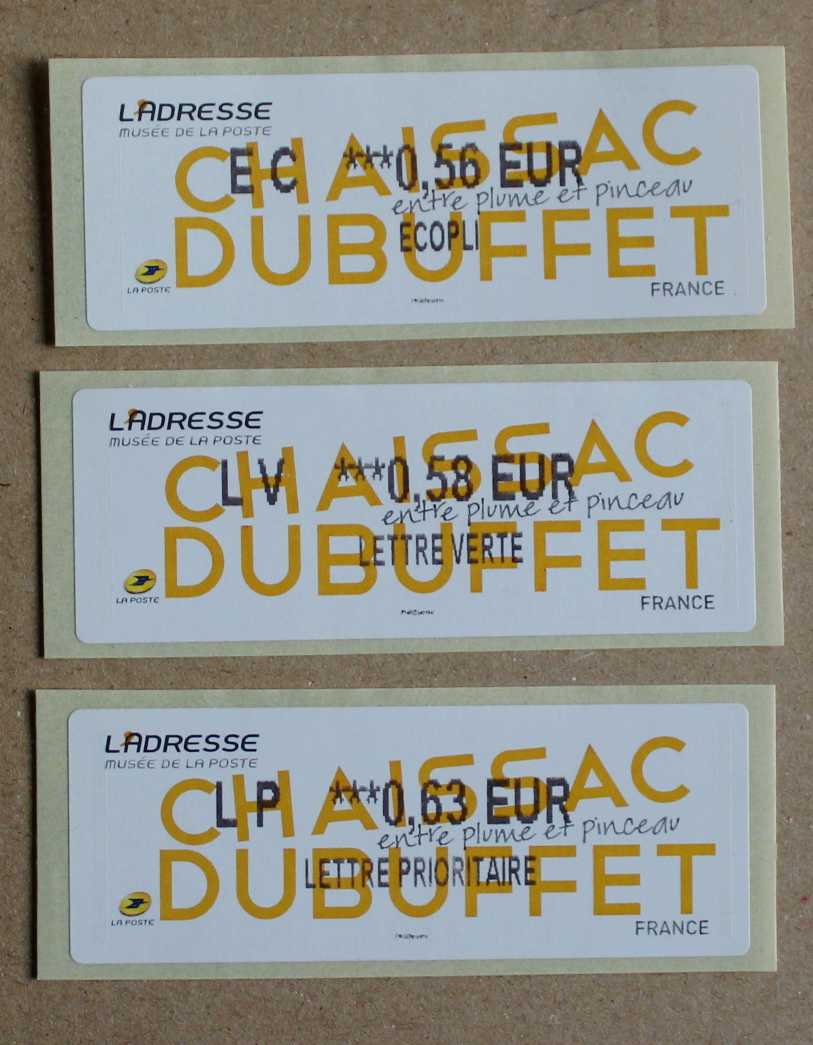 L'ADRESSE
MUSÉE DE LA POSTE
CHAISSAC
EC ***0,56 EUR
entre plume et pinceau
DUBUFFET
ECOPLI
LA POSTE
FRANCE
L'ADRESSE
MUSÉE DE LA POSTE
CHAISSAC
LV ***0,58 EUR
entre plume et pinceau
DUBUFFET
LETTRE VERTE
LA POSTE
FRANCE
L'ADRESSE
MUSÉE DE LA POSTE
CHAISSAC
LP ***0,63 EUR
entre plume et pinceau
DUBUFFET
LETTRE PRIORITAIRE
LA POSTE
FRANCE